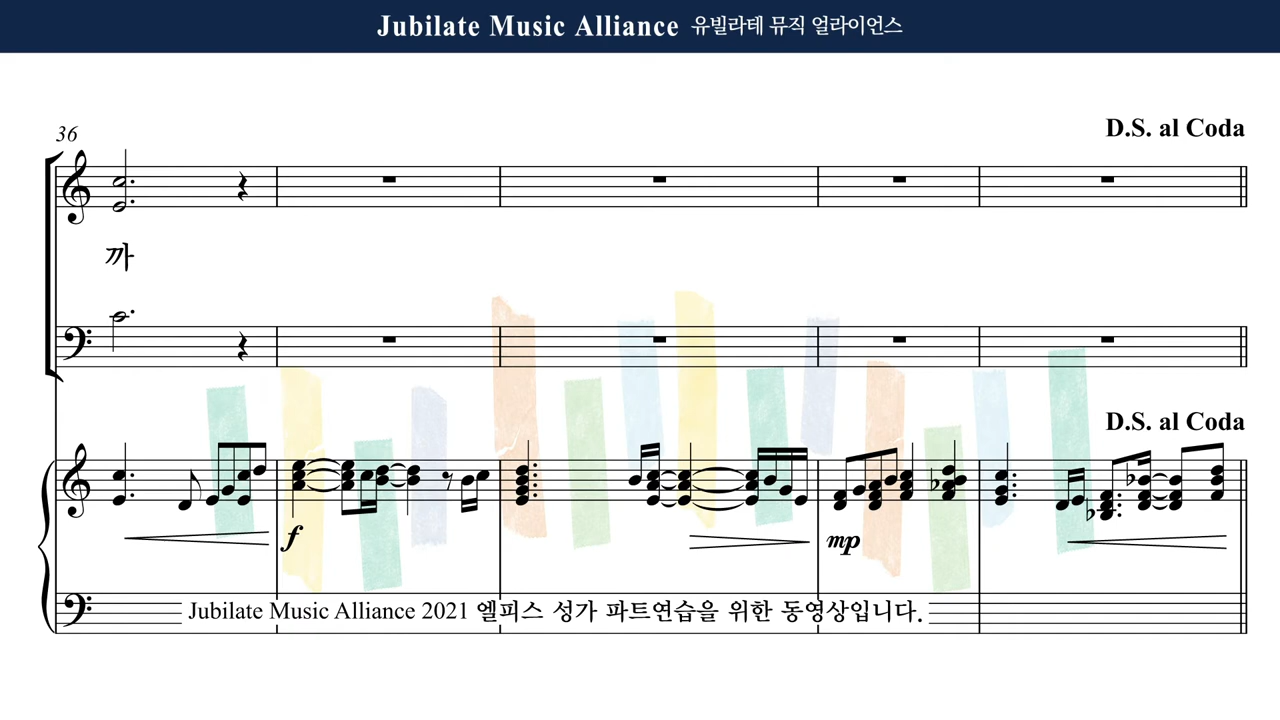 Jubilate Music Alliance 유빌라테 뮤직 얼라이언스
36
D.S. al Coda
까
D.S. al Coda
f
mp
Jubilate Music Alliance 2021 엘피스 성가 파트연습을 위한 동영상입니다.